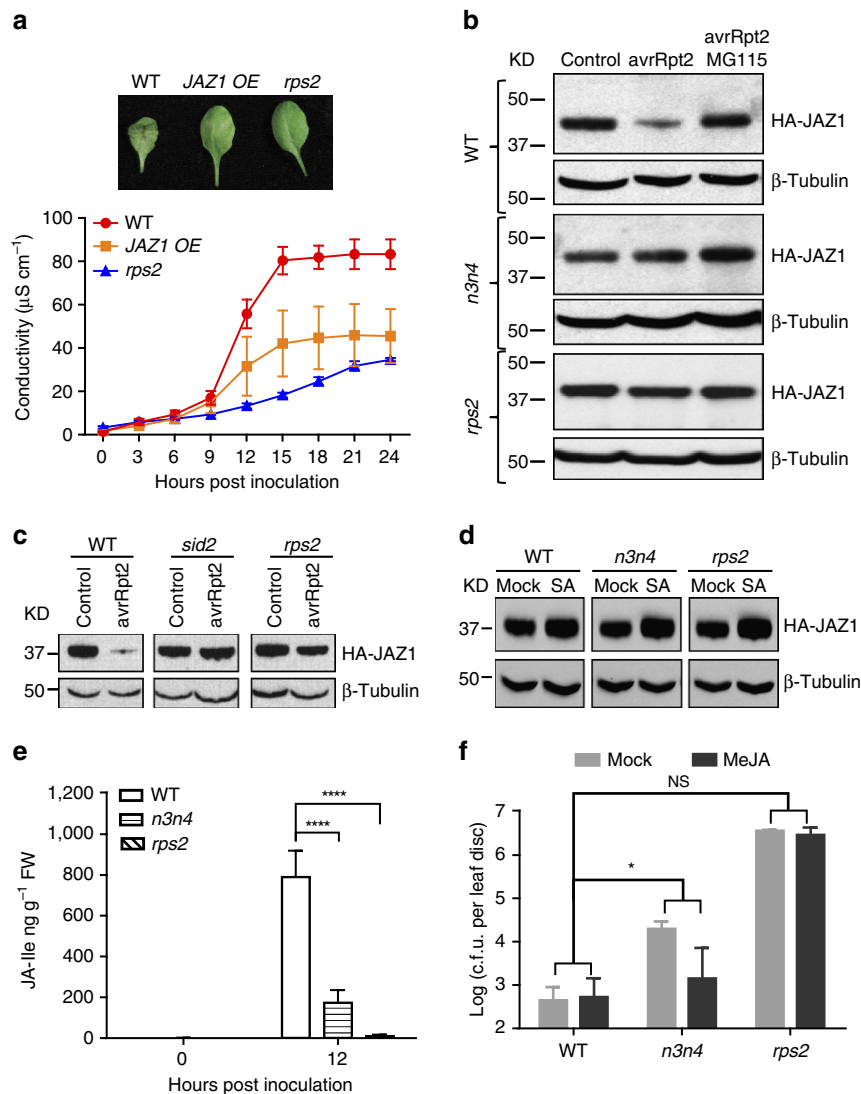 a
WT JAZ1 OE rps2
100
80
60
40
20
0
Conductivity (μS cm⁻¹)
WT
JAZ1 OE
rps2
0 3 6 9 12 15 18 21 24
Hours post inoculation
b
KD Control avrRpt2 avrRpt2 MG115
WT
50
37
HA-JAZ1
50
β-Tubulin
n3n4
50
37
HA-JAZ1
50
β-Tubulin
rps2
50
37
HA-JAZ1
50
β-Tubulin
c
WT sid2 rps2
KD Control avrRpt2 Control avrRpt2 Control avrRpt2
37 HA-JAZ1
50 β-Tubulin
d
WT n3n4 rps2
KD Mock SA Mock SA Mock SA
37 HA-JAZ1
50 β-Tubulin
e
1,200
1,000
800
600
400
200
0
JA-Ile ng g⁻¹ FW
WT
n3n4
rps2
****
****
0 12
Hours post inoculation
f
Mock MeJA
NS
*
7
6
5
4
3
2
Log (c.f.u. per leaf disc)
WT n3n4 rps2